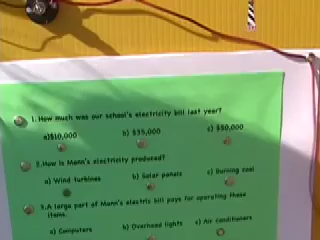 1. How much was our school's electricity bill last year?
a)$10,000 b) $35,000 c) $50,000
2. How is Mann's electricity produced?
a) Wind turbines b) Solar panels c) Burning coal
3. A large part of Mann's electric bill pays for operating these
items.
a) Computers b) Overhead lights c) Air conditioners